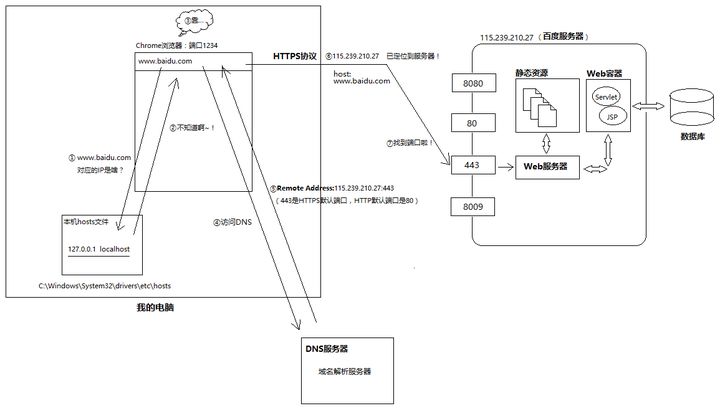 ③靠...
Chrome浏览器：端口1234
www.baidu.com
HTTPS协议
⑥115.239.210.27 已定位到服务器！
host:
www.baidu.com
②不知道啊~！
① www.baidu.com
对应的IP是啥？
⑤Remote Address:115.239.210.27:443
（443是HTTPS默认端口，HTTP默认端口是80）
④访问DNS
本机hosts文件
127.0.0.1 localhost
C:\Windows\System32\drivers\etc\hosts
我的电脑
DNS服务器
域名解析服务器
⑦找到端口啦！
115.239.210.27（百度服务器）
8080
80
443
8009
静态资源
Web容器
Servlet
JSP
Web服务器
数据库